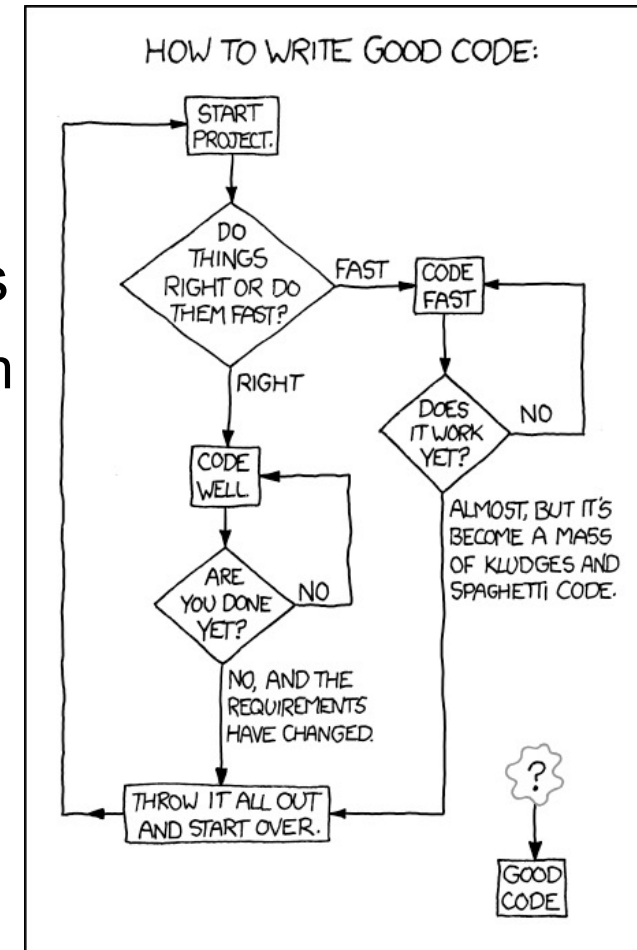 HOW TO WRITE GOOD CODE:
START
PROJECT.
DO
THINGS
RIGHT OR DO
THEM FAST?
FAST
CODE
FAST
RIGHT
DOES
IT WORK
YET?
NO
CODE
WELL.
ALMOST, BUT IT'S
BECOME A MASS
OF KLUDGES AND
SPAGHETTI CODE.
ARE
YOU DONE
YET?
NO
NO, AND THE
REQUIREMENTS
HAVE CHANGED.
THROW IT ALL OUT
AND START OVER.
?
GOOD
CODE